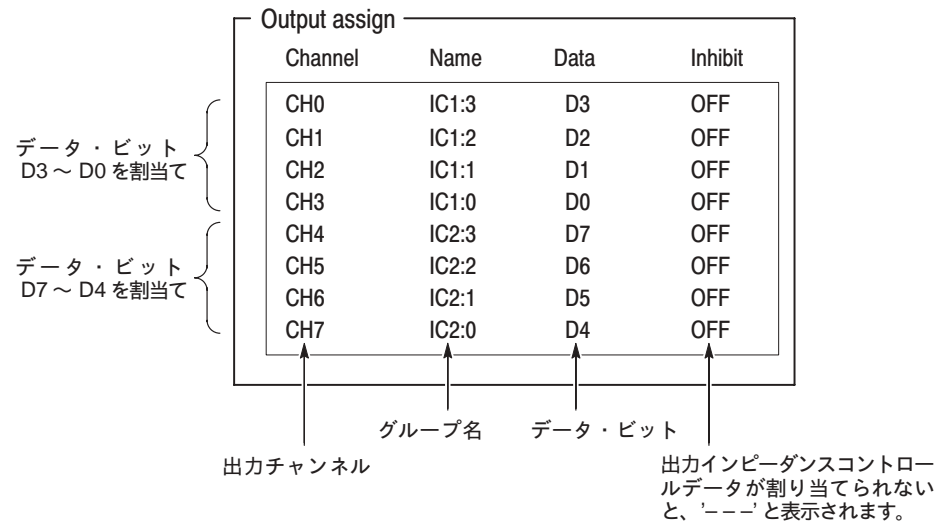 Output assign
Channel Name Data Inhibit
CH0 IC1:3 D3 OFF
CH1 IC1:2 D2 OFF
CH2 IC1:1 D1 OFF
CH3 IC1:0 D0 OFF
CH4 IC2:3 D7 OFF
CH5 IC2:2 D6 OFF
CH6 IC2:1 D5 OFF
CH7 IC2:0 D4 OFF
データ・ビット
D3～D0を割当て
データ・ビット
D7～D4を割当て
グループ名
データ・ビット
出力チャンネル
出力インピーダンスコントロー
ルデータが割り当てられない
と、'– – –' と表示されます。